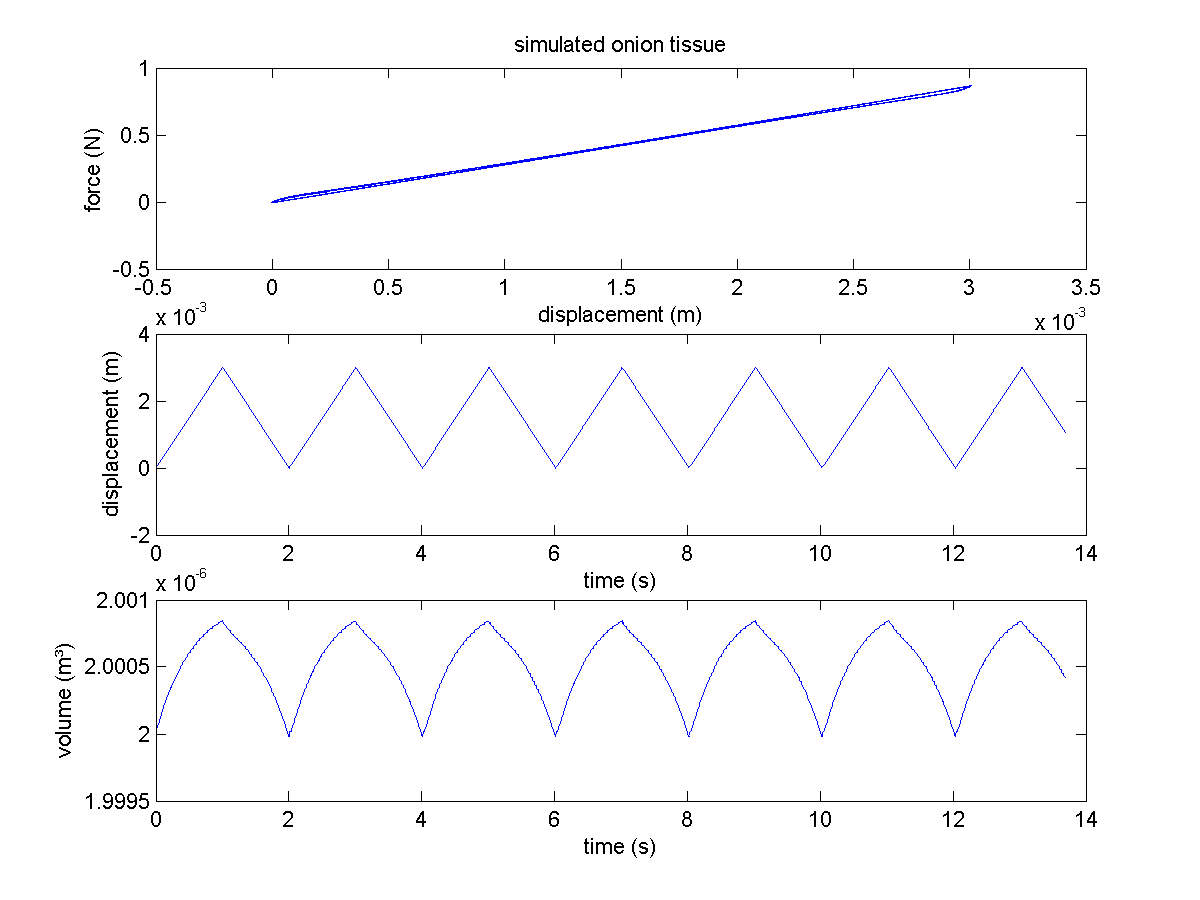 simulated onion tissue
1
0.5
0
-0.5
force (N)
-0.5 0 0.5 1 1.5 2 2.5 3 3.5
displacement (m)
x 10^-3
x 10^-3
4
2
0
-2
displacement (m)
0 2 4 6 8 10 12 14
time (s)
x 10^-6
2.001
2.0005
2
1.9995
volume (m³)
0 2 4 6 8 10 12 14
time (s)